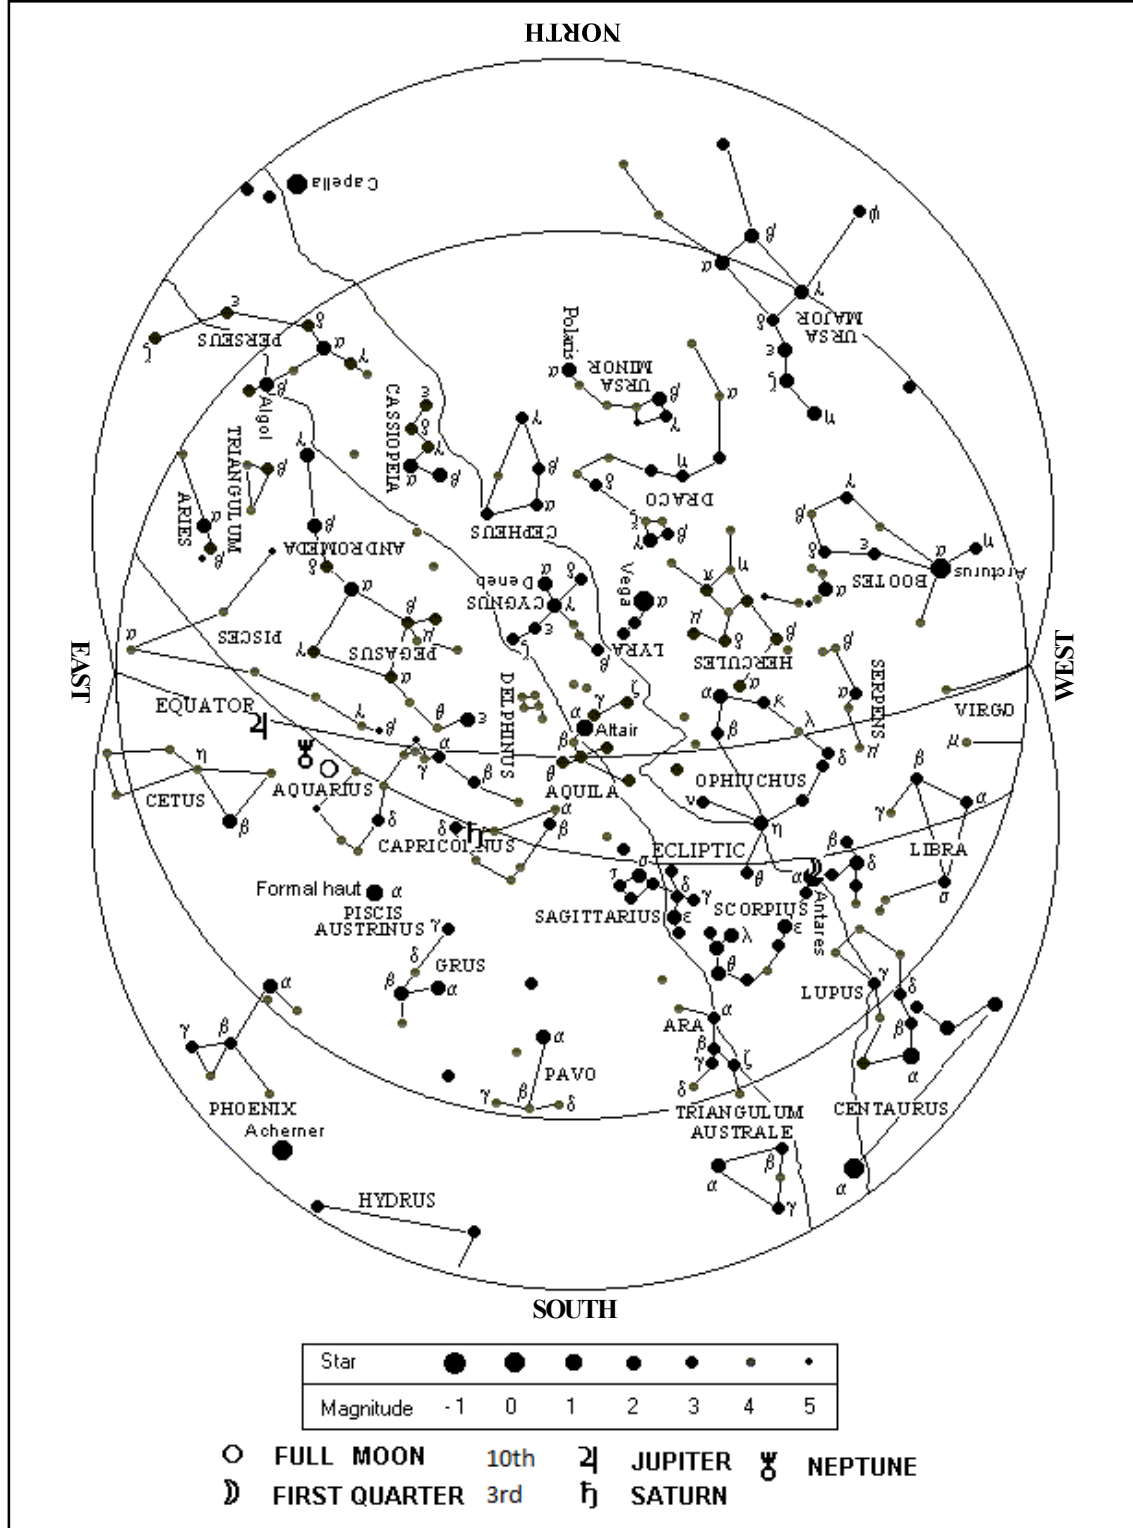 NORTH
Capella
φ
β
α
γ
URSA
MAJOR
δ
ε
ζ
η
ε
PERSEUS
ζ
δ
α
γ
β
Algol
Polaris
α
URSA
MINOR
β
γ
α
CASSIOPEIA
ε
δ
γ
α
β
γ
β
α
CEPHEUS
η
DRACO
δ
ξ
γ
β
TRIANGULUM
β
ARIES
α
β
γ
β
ANDROMEDA
δ
γ
β
δ
ε
α
η
BOOTES
Arcturus
α
β
μ
γ
PEGASUS
α
θ
ε
PISCES
α
γ
β
α
Deneb
δ
CYGNUS
γ
ε
ζ
β
Vega
α
LYRA
π
η
μ
δ
β
HERCULES
α
EAST
WEST
SERPENS
α
μ
EQUATOR
DELPHINUS
ζ
γ
α
Altair
β
θ
AQUILA
α
κ
β
λ
δ
OPHIUCHUS
ν
η
θ
VIRGO
μ
β
α
γ
LIBRA
σ
η
CETUS
β
AQUARIUS
α
γ
β
δ
δ
CAPRICORNUS
α
β
ECLIPTIC
Formal haut
α
PISCIS
AUSTRINUS
σ
τ
δ
γ
SAGITTARIUS
ε
SCORPIUS
α
Antares
β
δ
ε
λ
θ
γ
δ
GRUS
β
α
LUPUS
γ
δ
β
α
α
γ
β
PHOENIX
Acherner
α
PAVO
γ
β
δ
ARA
α
β
γ
ζ
δ
TRIANGULUM
AUSTRALE
CENTAURUS
β
α
γ
α
HYDRUS
SOUTH
Star
Magnitude -1 0 1 2 3 4 5
FULL MOON 10th JUPITER NEPTUNE
FIRST QUARTER 3rd SATURN